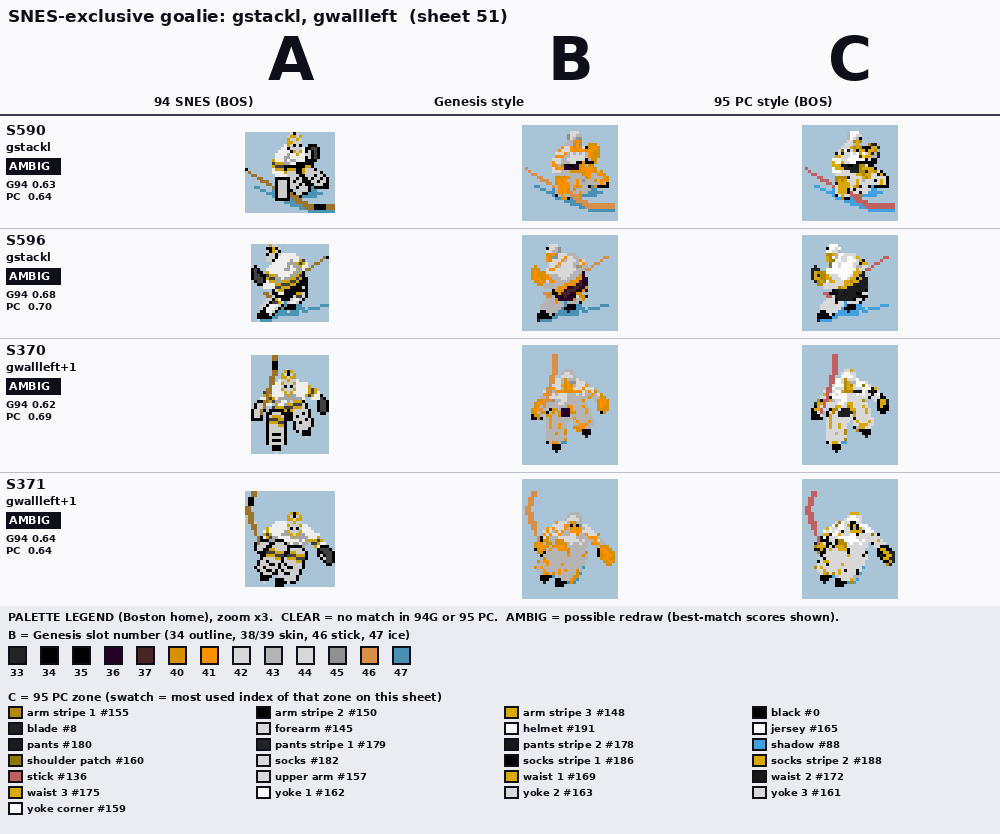 SNES-exclusive goalie: gstackl, gwallleft  (sheet 51)
A B C
94 SNES (BOS) Genesis style 95 PC style (BOS)
S590
gstackl
AMBIG
G94 0.63
PC  0.64
S596
gstackl
AMBIG
G94 0.68
PC  0.70
S370
gwallleft+1
AMBIG
G94 0.62
PC  0.69
S371
gwallleft+1
AMBIG
G94 0.64
PC  0.64
PALETTE LEGEND (Boston home), zoom x3.  CLEAR = no match in 94G or 95 PC.  AMBIG = possible redraw (best-match scores shown).
B = Genesis slot number (34 outline, 38/39 skin, 46 stick, 47 ice)
33 34 35 36 37 40 41 42 43 44 45 46 47
C = 95 PC zone (swatch = most used index of that zone on this sheet)
arm stripe 1 #155 arm stripe 2 #150 arm stripe 3 #148 black #0
blade #8 forearm #145 helmet #191 jersey #165
pants #180 pants stripe 1 #179 pants stripe 2 #178 shadow #88
shoulder patch #160 socks #182 socks stripe 1 #186 socks stripe 2 #188
stick #136 upper arm #157 waist 1 #169 waist 2 #172
waist 3 #175 yoke 1 #162 yoke 2 #163 yoke 3 #161
yoke corner #159